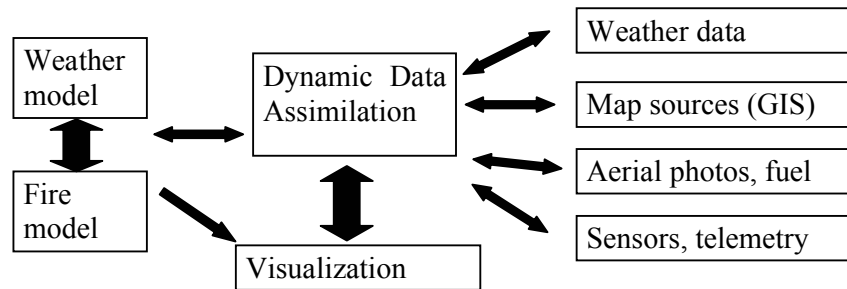 Weather
model
Fire
model
Dynamic Data
Assimilation
Visualization
Weather data
Map sources (GIS)
Aerial photos, fuel
Sensors, telemetry